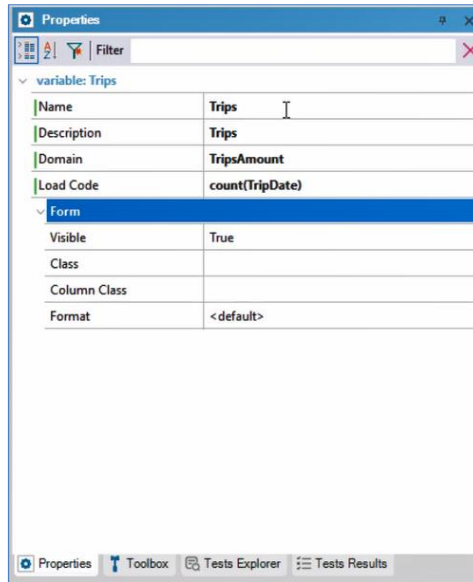 Properties
Filter
variable: Trips
Name Trips
Description Trips
Domain TripsAmount
Load Code count(TripDate)
Form
Visible True
Class
Column Class
Format <default>
Properties Toolbox Tests Explorer Tests Results